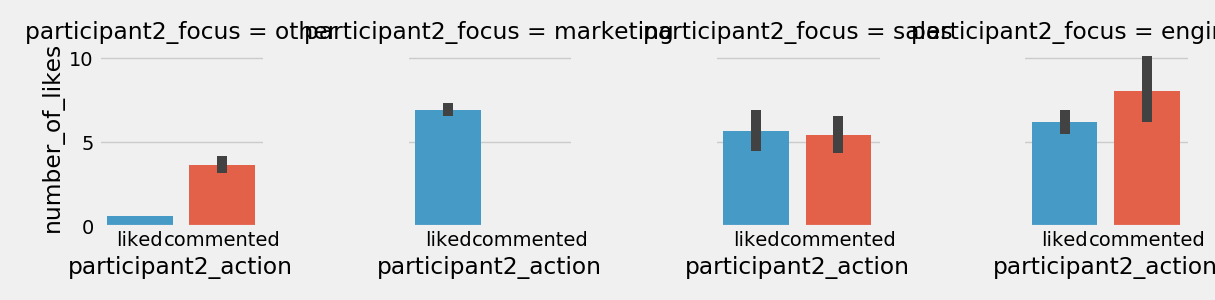 participant2_focus = other
participant2_focus = marketing
participant2_focus = sales
participant2_focus =
number_of_likes
10
5
0
liked commented
liked commented
liked commented
liked commented
participant2_action
participant2_action
participant2_action
participant2_action